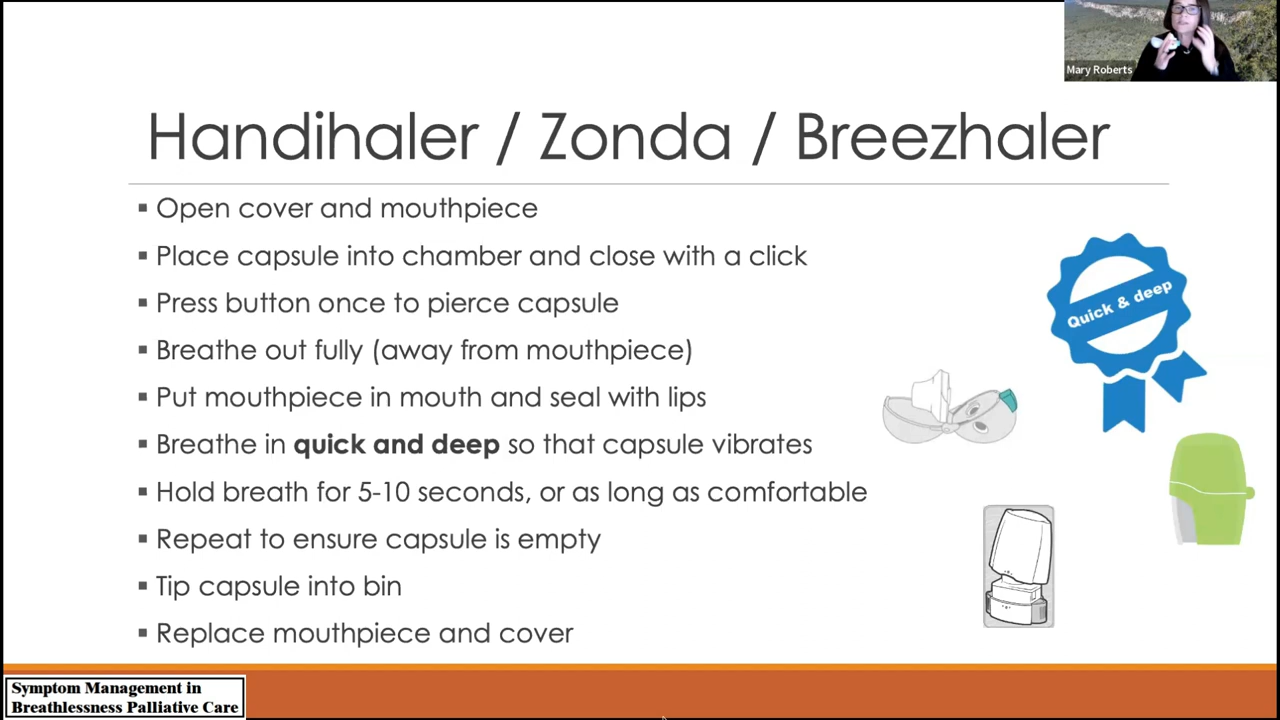 Mary Roberts
Handihaler / Zonda / Breezhaler
▪ Open cover and mouthpiece
▪ Place capsule into chamber and close with a click
▪ Press button once to pierce capsule
▪ Breathe out fully (away from mouthpiece)
▪ Put mouthpiece in mouth and seal with lips
▪ Breathe in quick and deep so that capsule vibrates
▪ Hold breath for 5-10 seconds, or as long as comfortable
▪ Repeat to ensure capsule is empty
▪ Tip capsule into bin
▪ Replace mouthpiece and cover
Quick & deep
Symptom Management in
Breathlessness Palliative Care